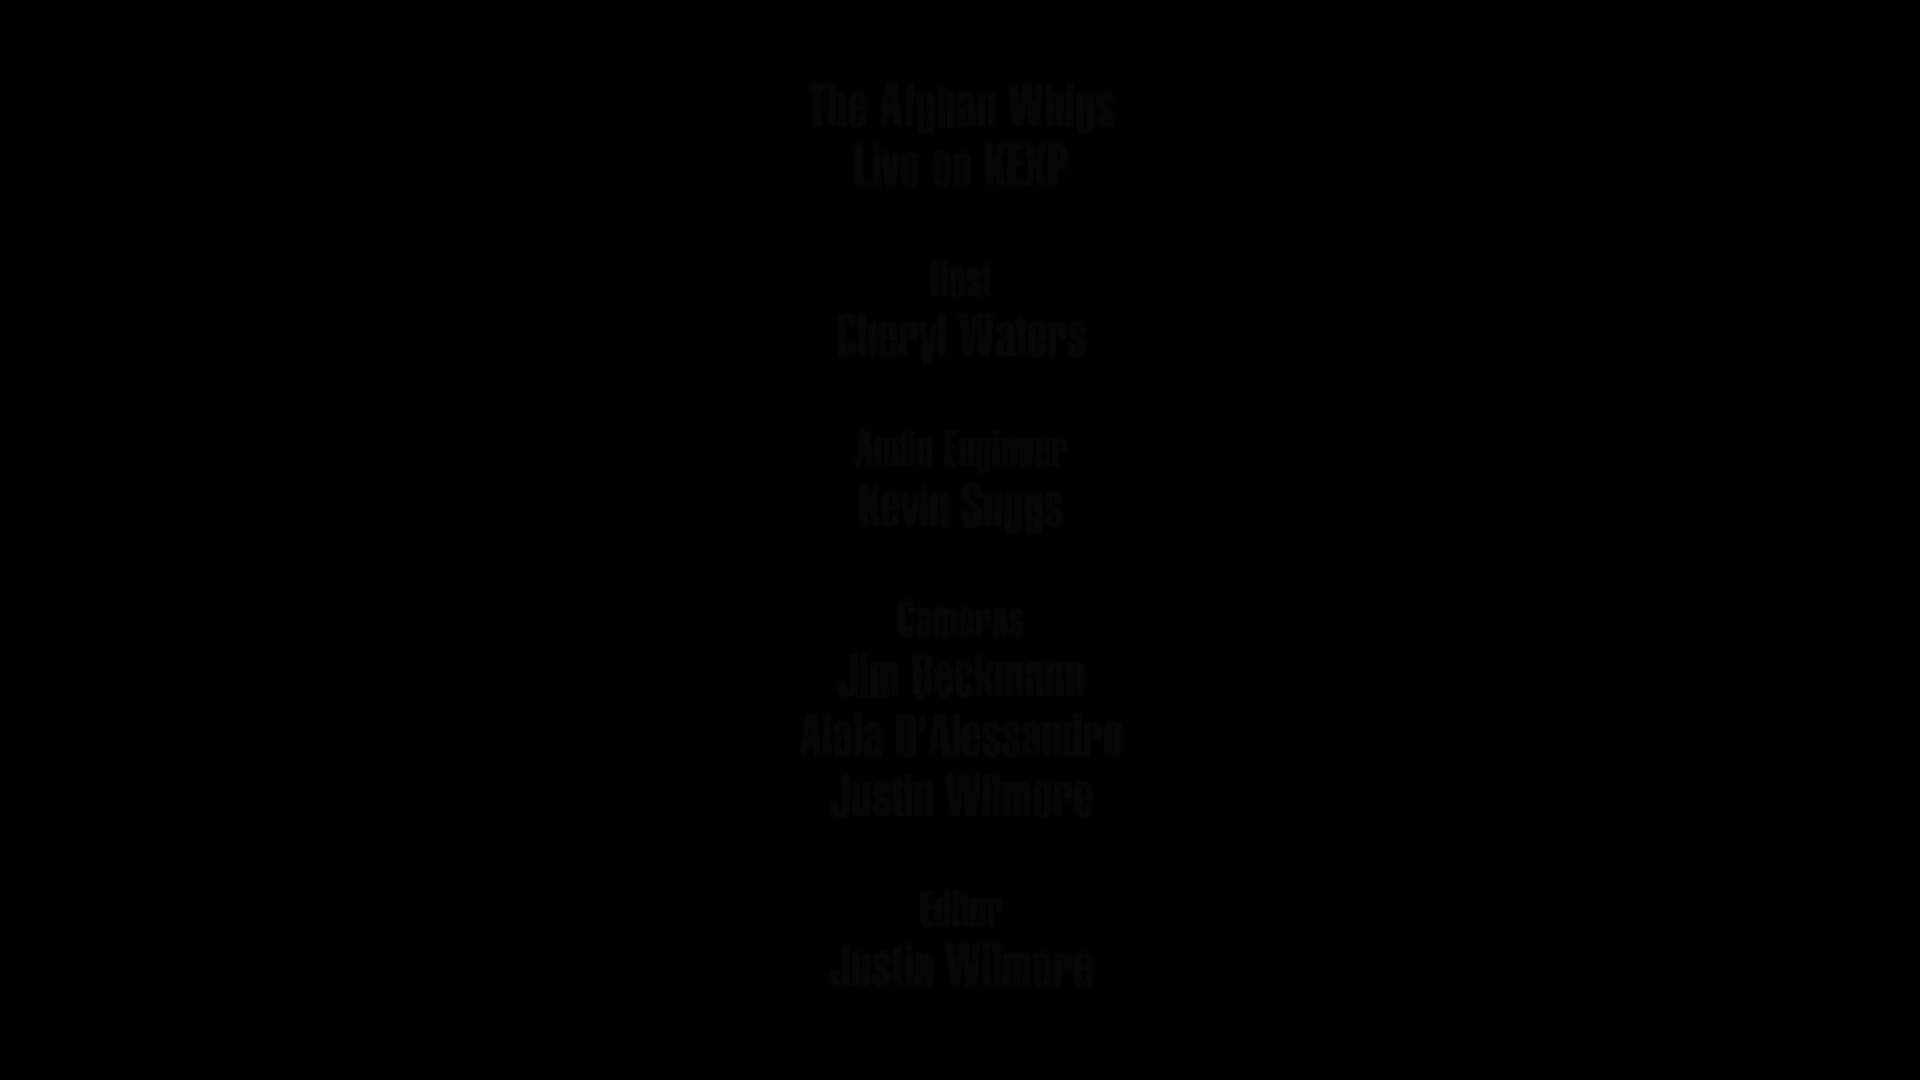 The Afghan Whigs
Live on KEXP
Host
Cheryl Waters
Audio Engineer
Kevin Suggs
Cameras
Jim Beckmann
Alaia D'Alessandro
Justin Wilmore
Editor
Justin Wilmore